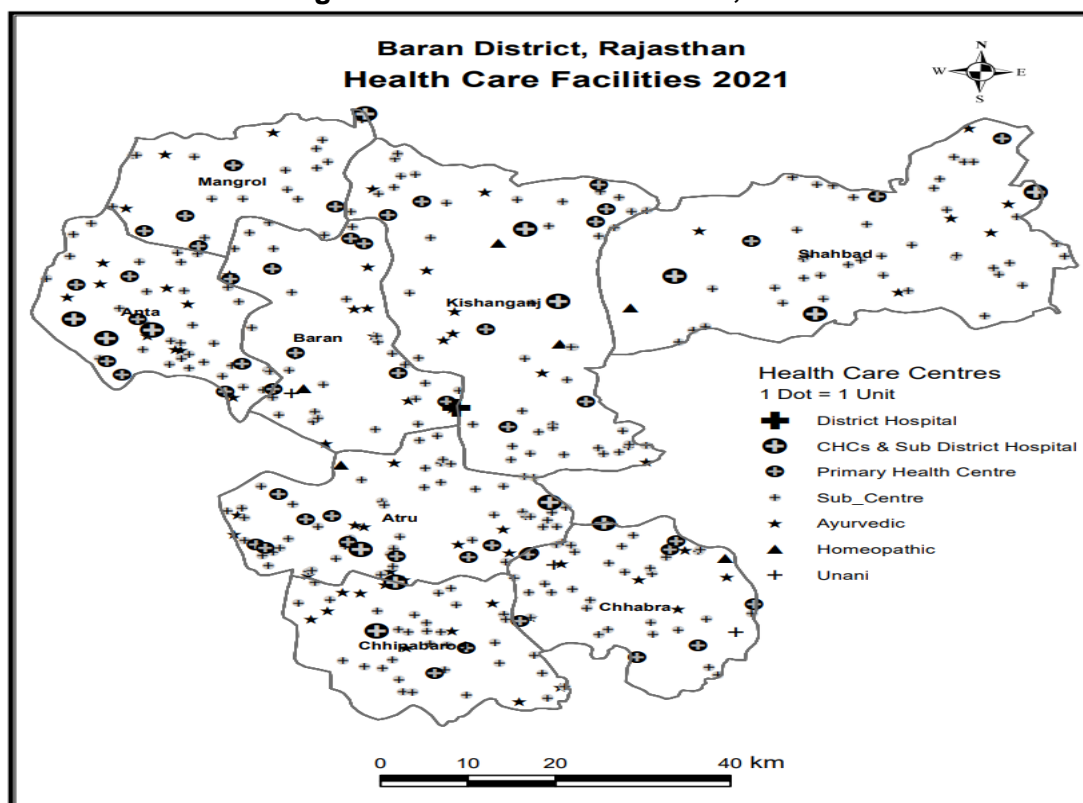 Baran District, Rajasthan
Health Care Facilities 2021
N
W E
S
Mangrol
Shahbad
Kishanganj
Anta
Baran
Health Care Centres
1 Dot = 1 Unit
District Hospital
CHCs & Sub District Hospital
Primary Health Centre
Sub_Centre
Ayurvedic
Homeopathic
Unani
Atru
Chhabra
Chhipabaro
0 10 20 40 km